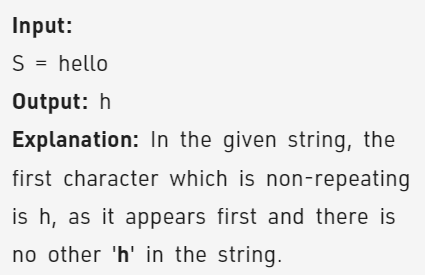 Input:
S = hello
Output: h
Explanation: In the given string, the
first character which is non-repeating
is h, as it appears first and there is
no other 'h' in the string.